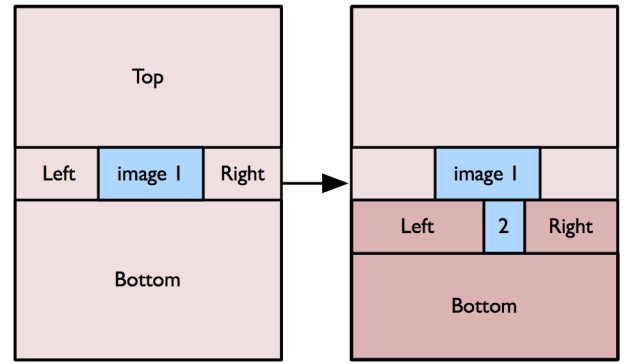 Top
Left image 1 Right
Bottom
image 1
Left 2 Right
Bottom